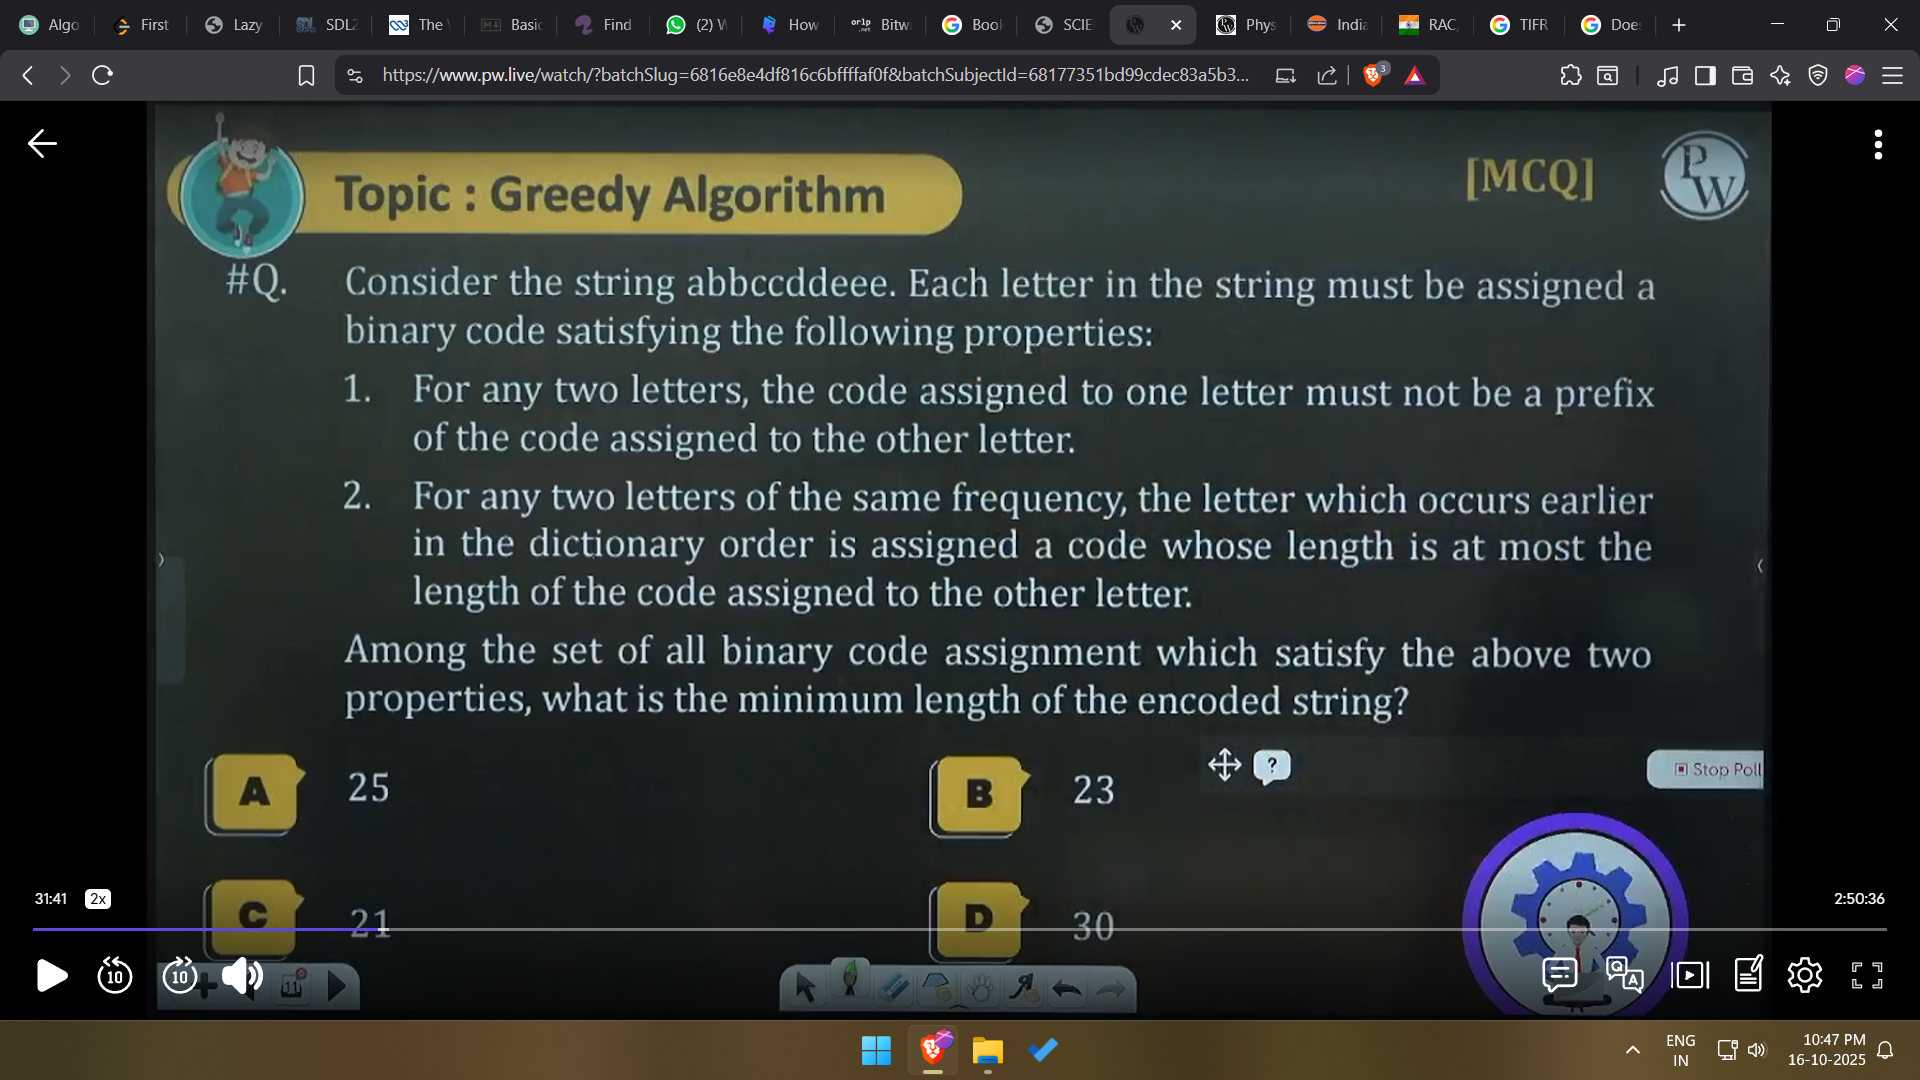 Algo
First
Lazy
SDL2
The
Basic
Find
(2) W
How
orlp .net Bitwi
Book
SCIE
Phys
India
RAC,
TIFR
Does
https://www.pw.live/watch/?batchSlug=6816e8e4df816c6bffffaf0f&batchSubjectId=68177351bd99cdec83a5b3...
3
Topic : Greedy Algorithm
[MCQ]
PW
#Q. Consider the string abbccddeee. Each letter in the string must be assigned a
binary code satisfying the following properties:
1. For any two letters, the code assigned to one letter must not be a prefix
of the code assigned to the other letter.
2. For any two letters of the same frequency, the letter which occurs earlier
in the dictionary order is assigned a code whose length is at most the
length of the code assigned to the other letter.
Among the set of all binary code assignment which satisfy the above two
properties, what is the minimum length of the encoded string?
A 25
B 23
?
Stop Poll
31:41 2x
2:50:36
C 21
D 30
10
10
11
Q A
ENG
IN
10:47 PM
16-10-2025